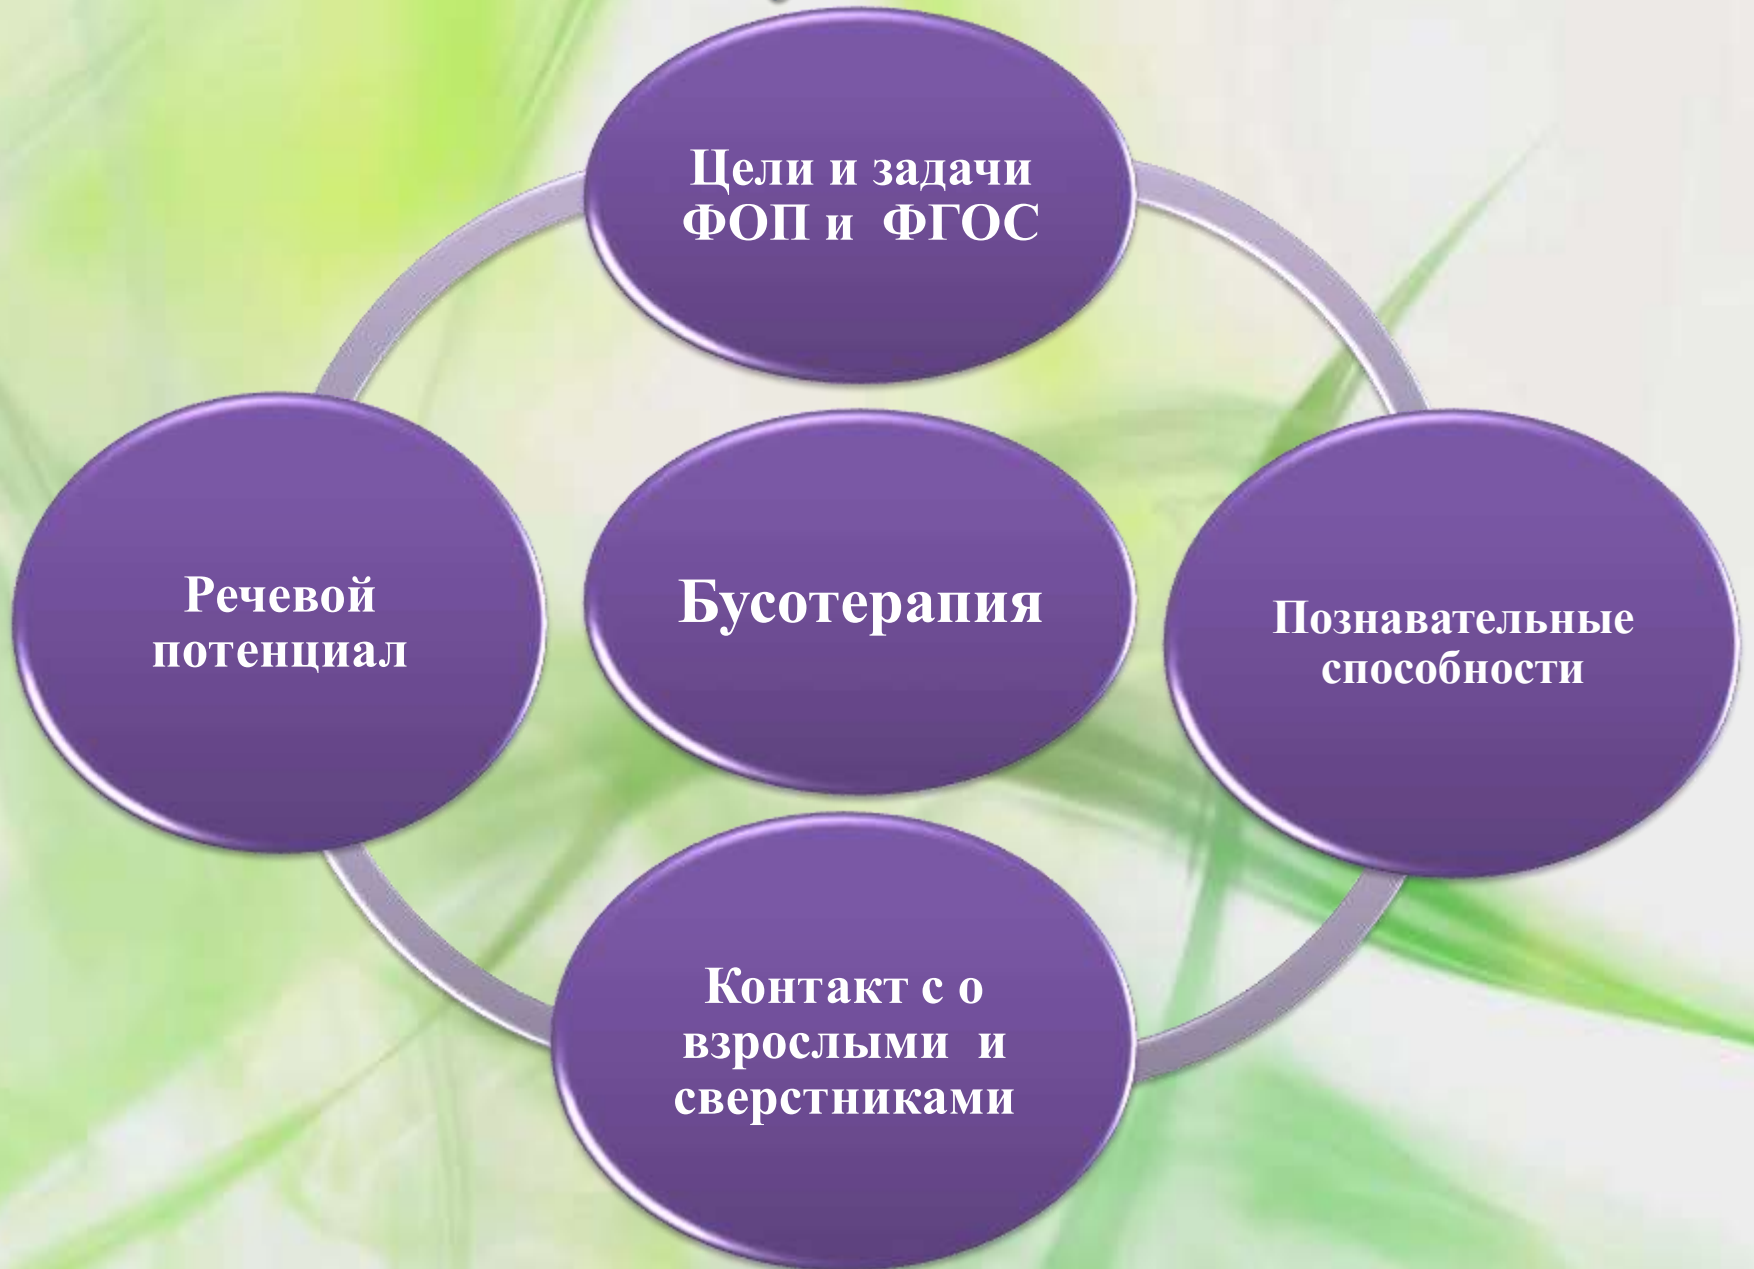 Цели и задачи
ФОП и  ФГОС
Речевой
потенциал
Бусотерапия
Познавательные
способности
Контакт с о
взрослыми  и
сверстниками